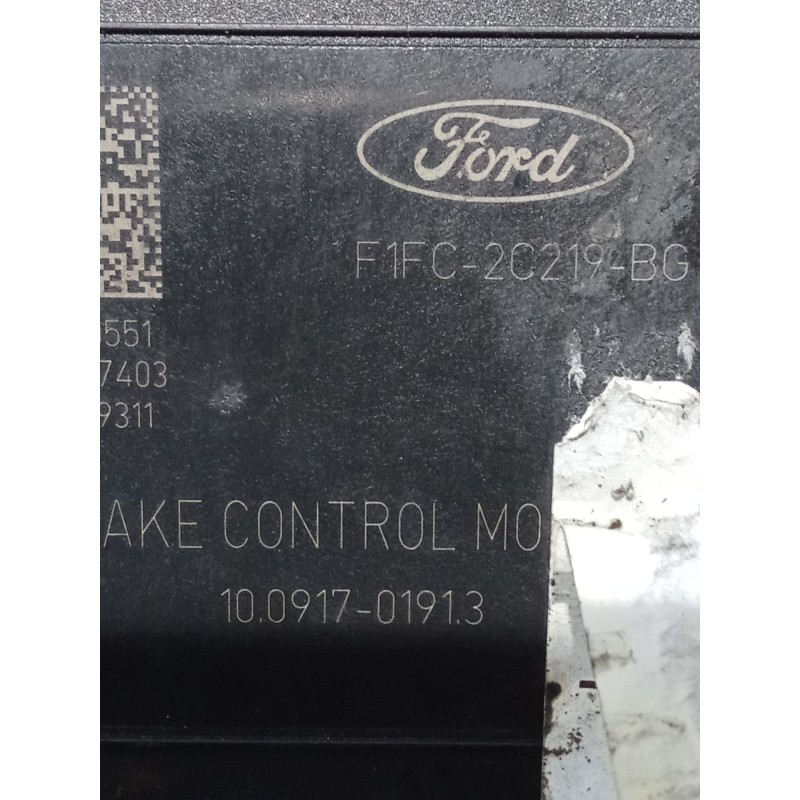 Ford
F1FC-2C219-BG
551
7403
9311
AKE CONTROL MO
10.0917-0191.3